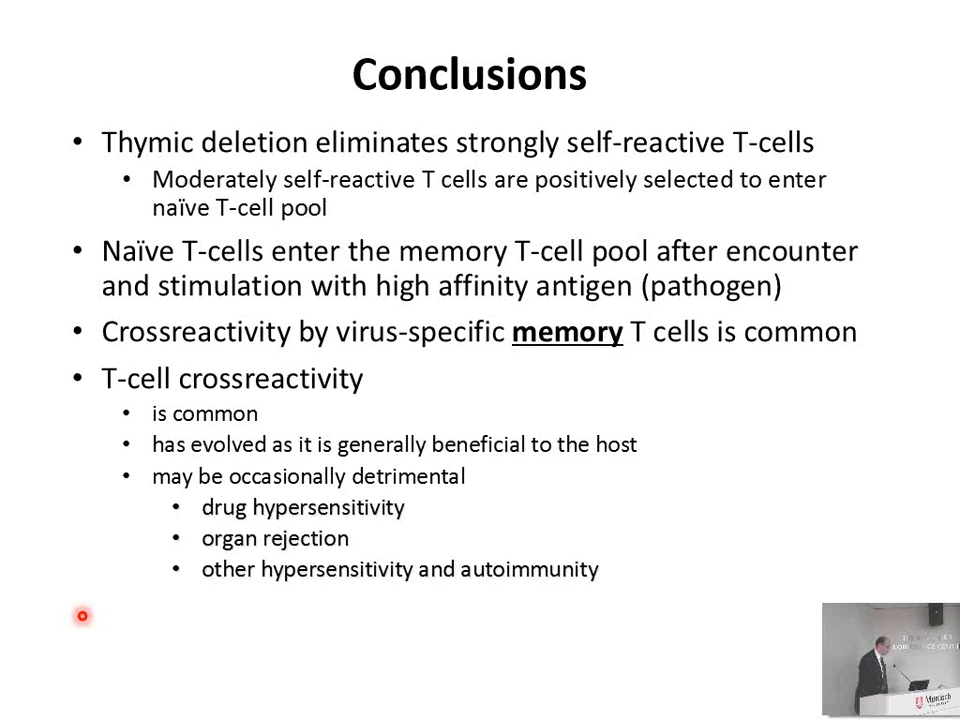 Conclusions
• Thymic deletion eliminates strongly self-reactive T-cells
• Moderately self-reactive T cells are positively selected to enter
naïve T-cell pool
• Naïve T-cells enter the memory T-cell pool after encounter
and stimulation with high affinity antigen (pathogen)
• Crossreactivity by virus-specific memory T cells is common
• T-cell crossreactivity
• is common
• has evolved as it is generally beneficial to the host
• may be occasionally detrimental
• drug hypersensitivity
• organ rejection
• other hypersensitivity and autoimmunity
Murdoch